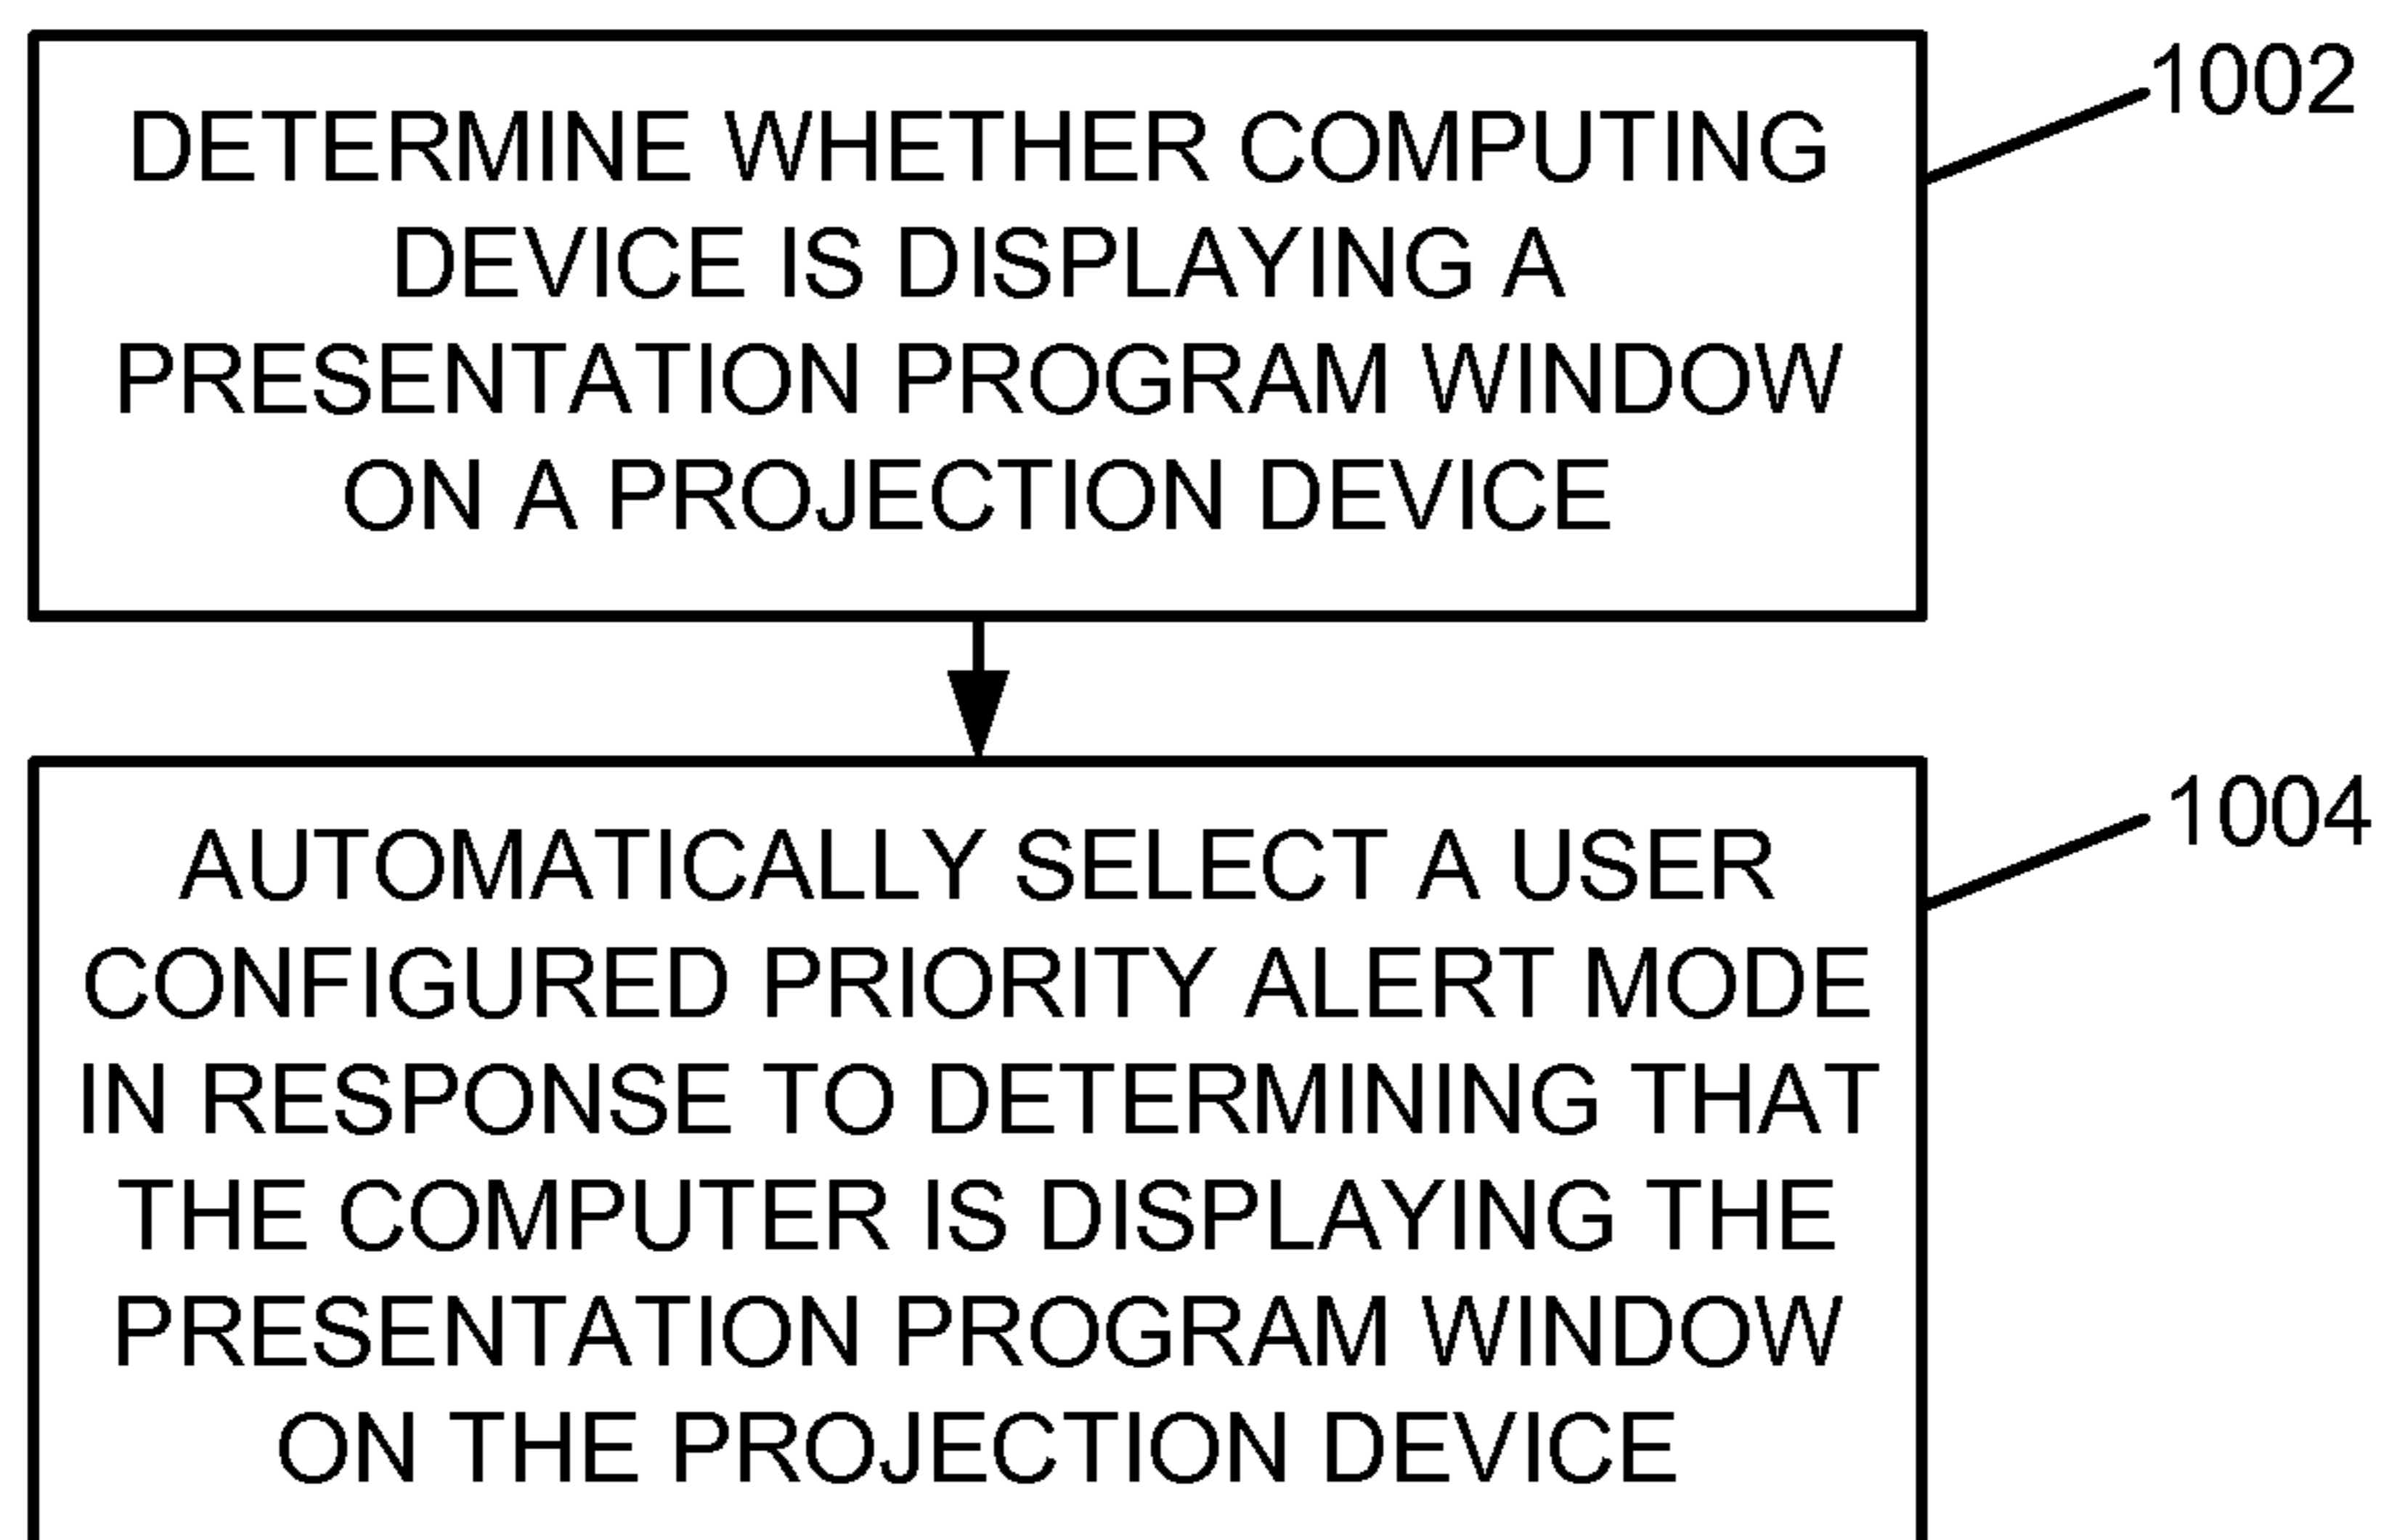 DETERMINE WHETHER COMPUTING
DEVICE IS DISPLAYING A
PRESENTATION PROGRAM WINDOW
ON A PROJECTION DEVICE
1002
AUTOMATICALLY SELECT A USER
CONFIGURED PRIORITY ALERT MODE
IN RESPONSE TO DETERMINING THAT
THE COMPUTER IS DISPLAYING THE
PRESENTATION PROGRAM WINDOW
ON THE PROJECTION DEVICE
1004